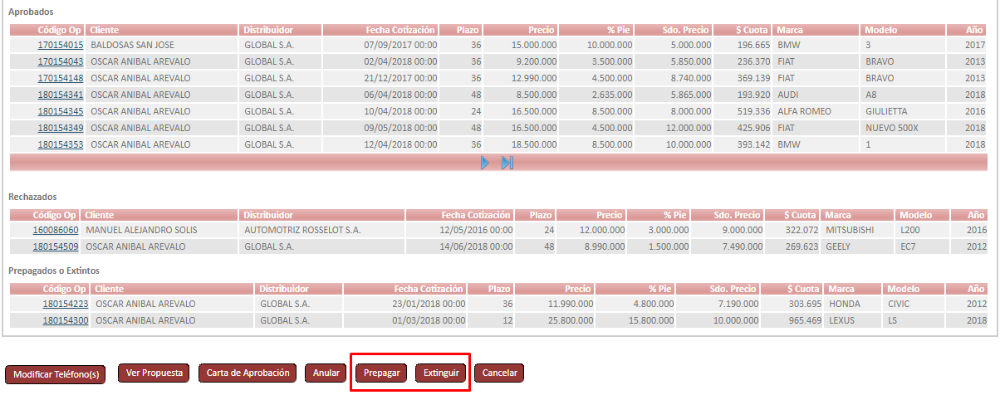 Aprobados
Código Op Cliente Distribuidor Fecha Cotización Plazo Precio % Pie Sdo. Precio $ Cuota Marca Modelo Año
170154015 BALDOSAS SAN JOSE GLOBAL S.A. 07/09/2017 00:00 36 15.000.000 10.000.000 5.000.000 196.665 BMW 3 2017
170154043 OSCAR ANIBAL AREVALO GLOBAL S.A. 02/04/2018 00:00 36 9.200.000 3.500.000 5.850.000 236.370 FIAT BRAVO 2013
170154148 OSCAR ANIBAL AREVALO GLOBAL S.A. 21/12/2017 00:00 36 12.990.000 4.500.000 8.740.000 369.139 FIAT BRAVO 2013
180154341 OSCAR ANIBAL AREVALO GLOBAL S.A. 06/04/2018 00:00 48 8.500.000 2.635.000 5.865.000 193.920 AUDI A8 2018
180154345 OSCAR ANIBAL AREVALO GLOBAL S.A. 10/04/2018 00:00 24 16.500.000 8.500.000 8.000.000 519.336 ALFA ROMEO GIULIETTA 2016
180154349 OSCAR ANIBAL AREVALO GLOBAL S.A. 09/05/2018 00:00 48 16.500.000 4.500.000 12.000.000 425.906 FIAT NUEVO 500X 2018
180154353 OSCAR ANIBAL AREVALO GLOBAL S.A. 12/04/2018 00:00 36 18.500.000 8.500.000 10.000.000 393.142 BMW 1 2018
Rechazados
Código Op Cliente Distribuidor Fecha Cotización Plazo Precio % Pie Sdo. Precio $ Cuota Marca Modelo Año
160086060 MANUEL ALEJANDRO SOLIS AUTOMOTRIZ ROSSELOT S.A. 12/05/2016 00:00 24 12.000.000 3.000.000 9.000.000 322.072 MITSUBISHI L200 2016
180154509 OSCAR ANIBAL AREVALO GLOBAL S.A. 14/06/2018 00:00 48 8.990.000 1.500.000 7.490.000 269.623 GEELY EC7 2012
Prepagados o Extintos
Código Op Cliente Distribuidor Fecha Cotización Plazo Precio % Pie Sdo. Precio $ Cuota Marca Modelo Año
180154223 OSCAR ANIBAL AREVALO GLOBAL S.A. 23/01/2018 00:00 36 11.990.000 4.800.000 7.190.000 303.695 HONDA CIVIC 2012
180154300 OSCAR ANIBAL AREVALO GLOBAL S.A. 01/03/2018 00:00 12 25.800.000 15.800.000 10.000.000 965.469 LEXUS LS 2018
Modificar Teléfono(s) Ver Propuesta Carta de Aprobación Anular Prepagar Extinguir Cancelar